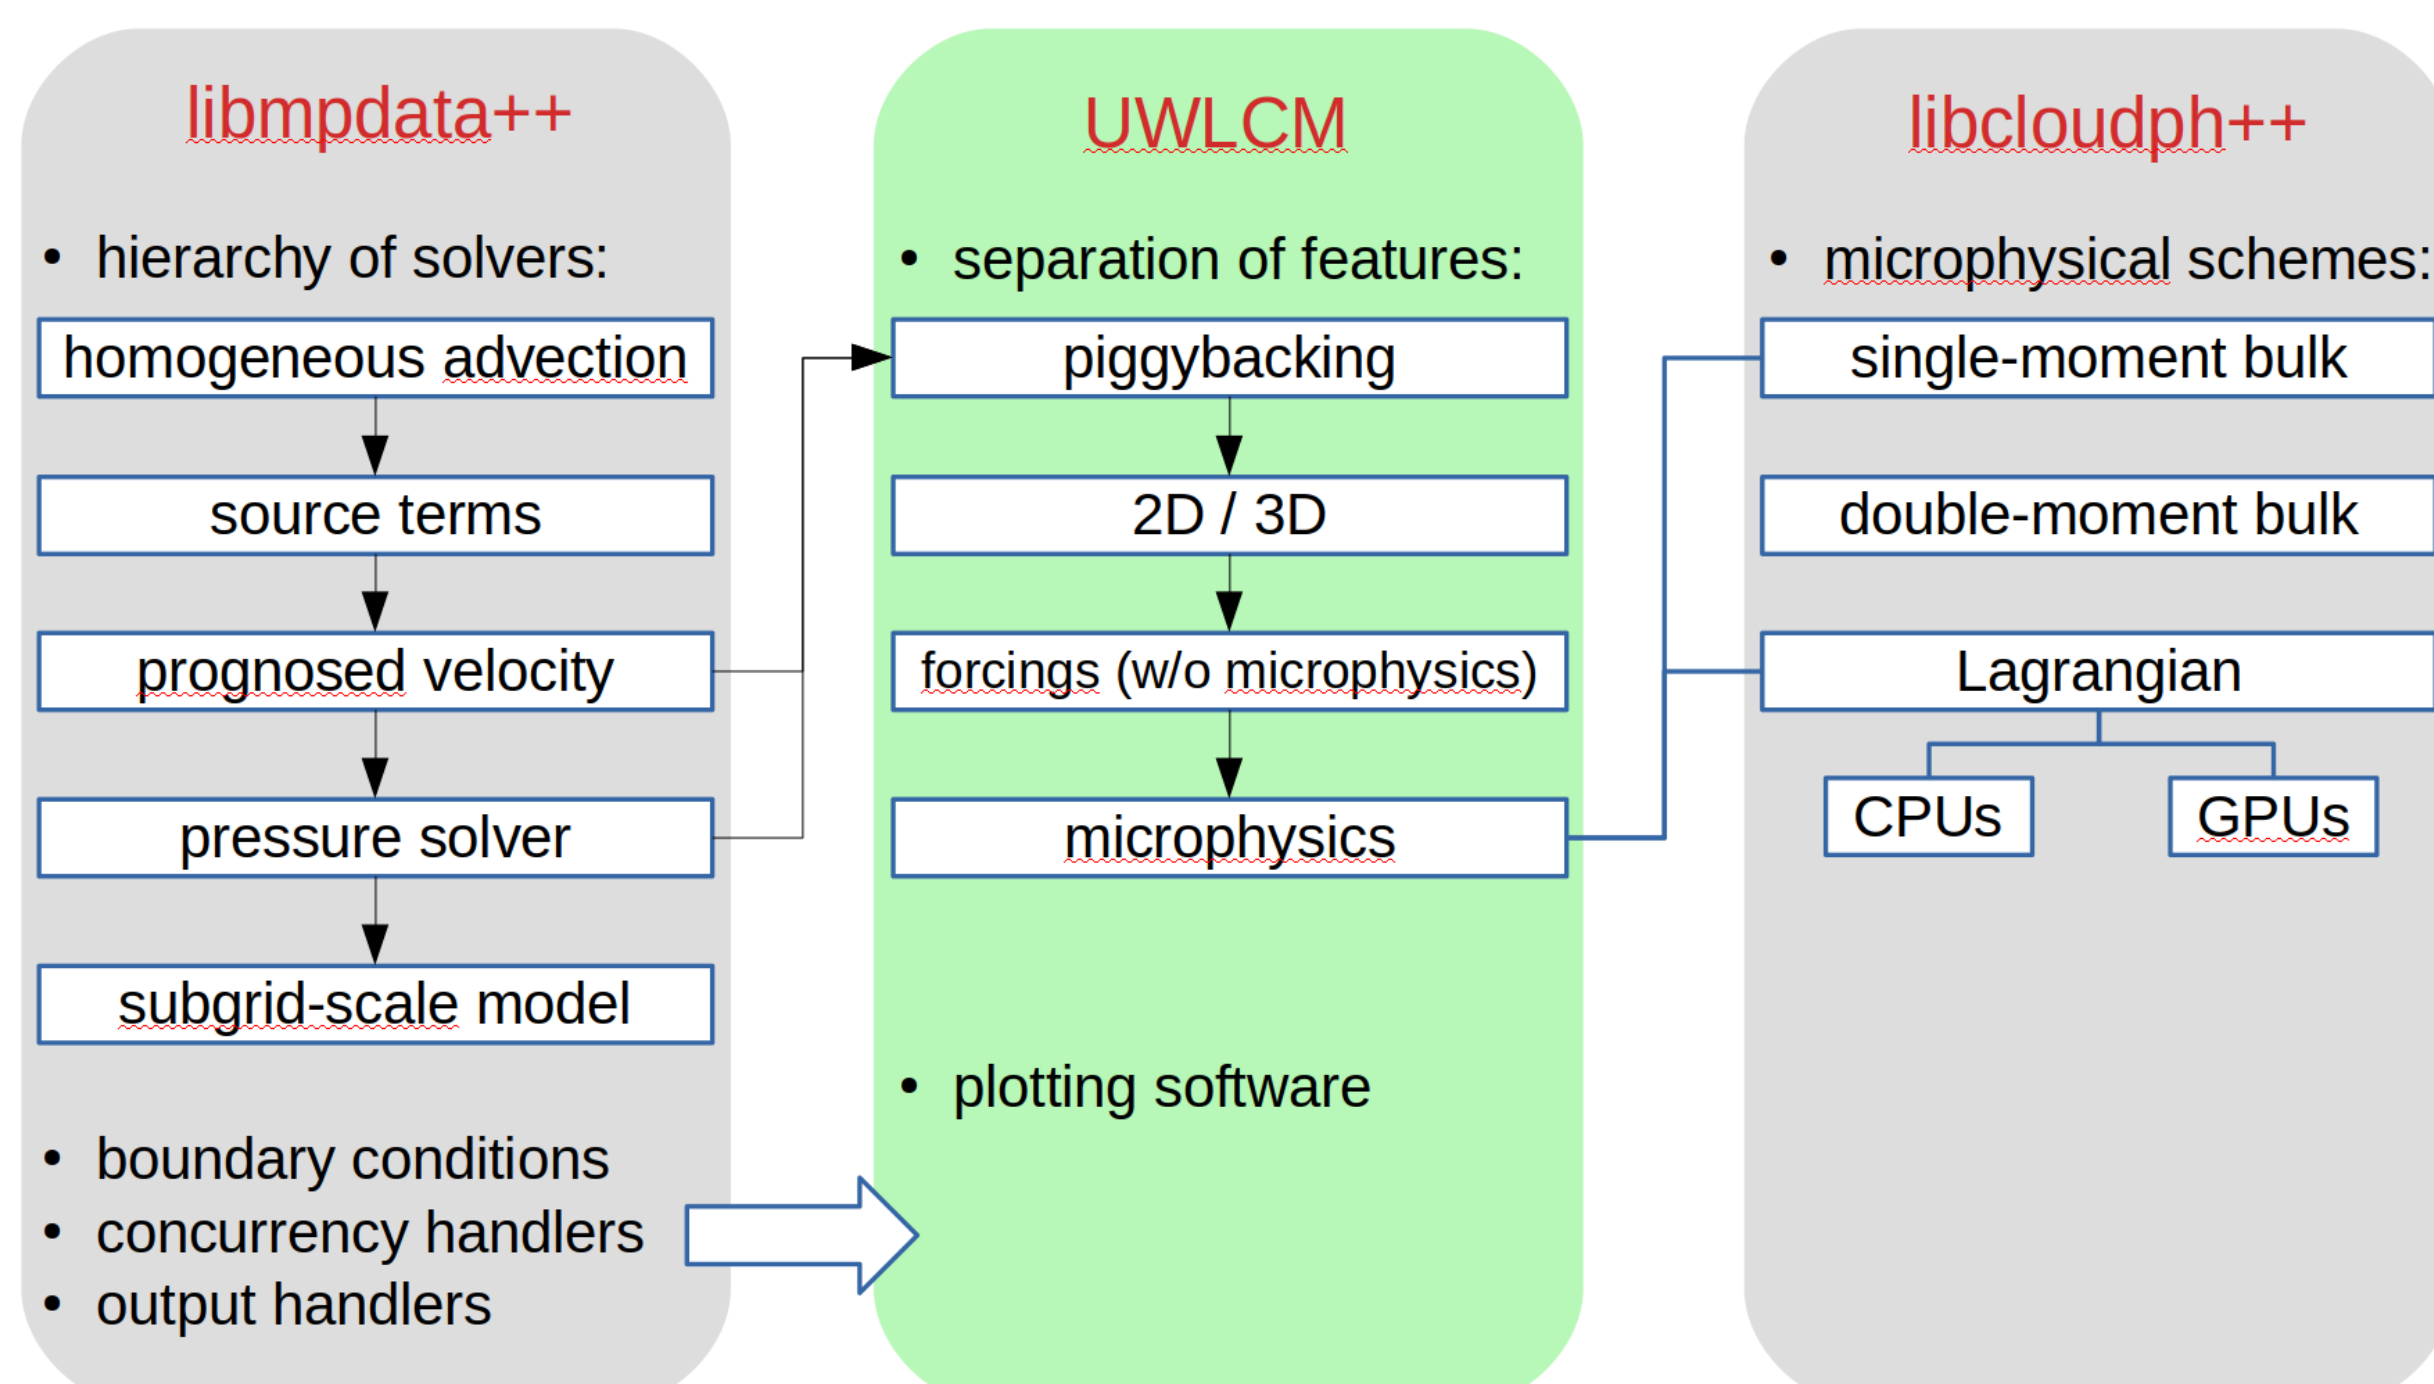 libmpdata++
• hierarchy of solvers:
homogeneous advection
source terms
prognosed velocity
pressure solver
subgrid-scale model
• boundary conditions
• concurrency handlers
• output handlers
UWLCM
• separation of features:
piggybacking
2D / 3D
forcings (w/o microphysics)
microphysics
• plotting software
libcloudph++
• microphysical schemes:
single-moment bulk
double-moment bulk
Lagrangian
CPUs
GPUs